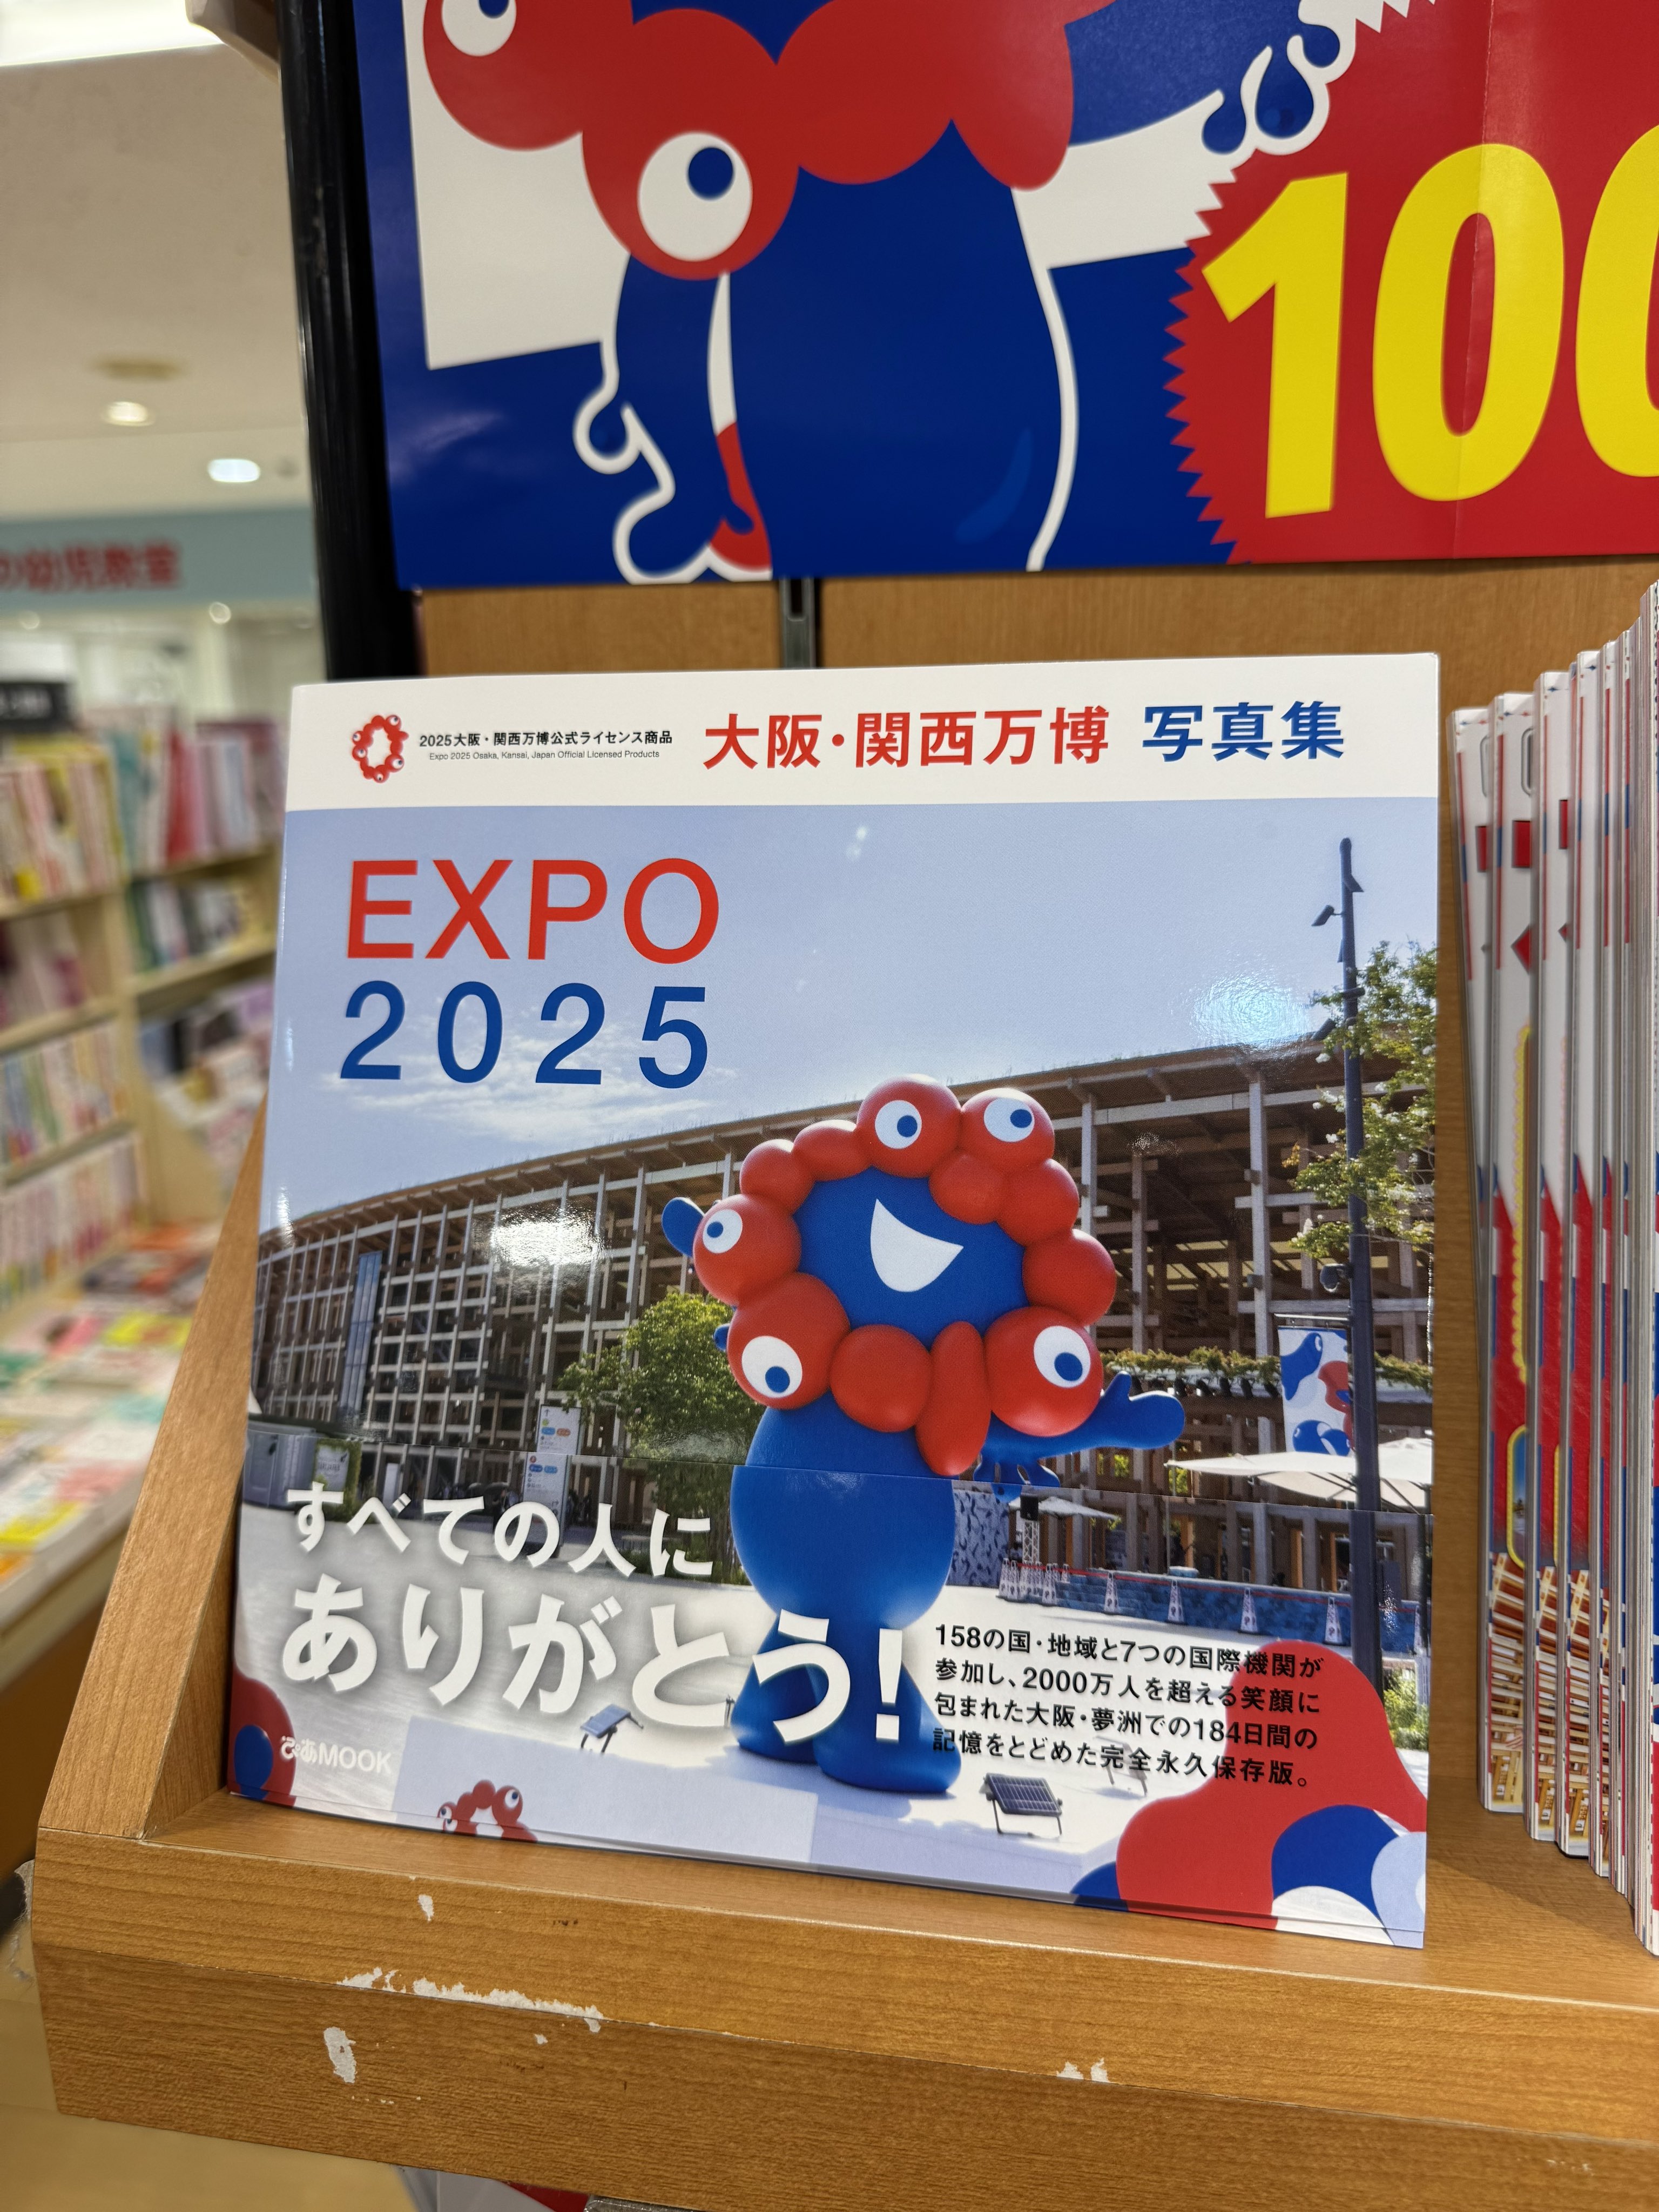 100
の幼児教室
2025大阪・関西万博公式ライセンス商品
Expo 2025 Osaka, Kansai, Japan Official Licensed Products
大阪・関西万博 写真集
EXPO
2025
すべての人に
ありがとう!
158の国・地域と7つの国際機関が
参加し、2000万人を超える笑顔に
包まれた大阪・夢洲での184日間の
記憶をとどめた完全永久保存版。
ぴあMOOK